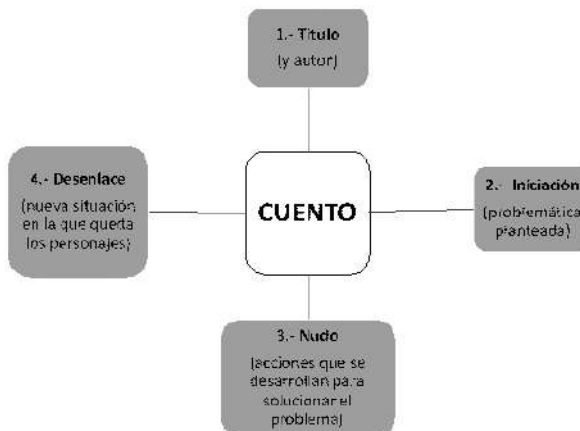 1.- Titulo
(y autor)
4.- Desenlace
(nueva situación
en la que queda
los personajes)
CUENTO
2.- Iniciación
(problemática
planteada)
3.- Nudo
(acciones que se
desarrollan para
solucionar el
problema)